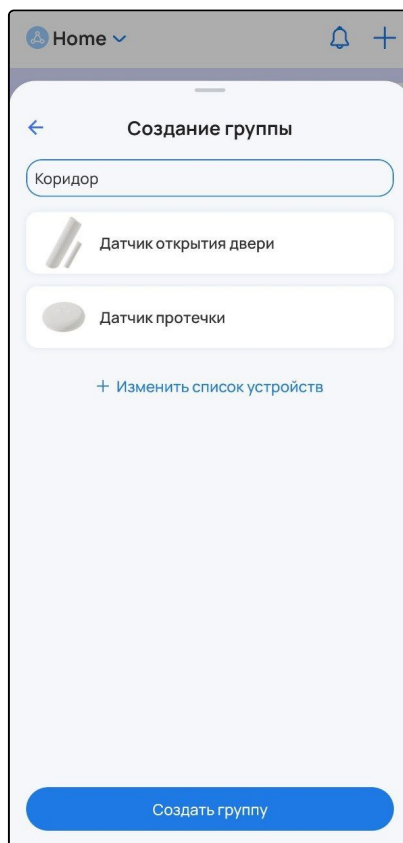 Home
Создание группы
Коридор
Датчик открытия двери
Датчик протечки
+ Изменить список устройств
Создать группу